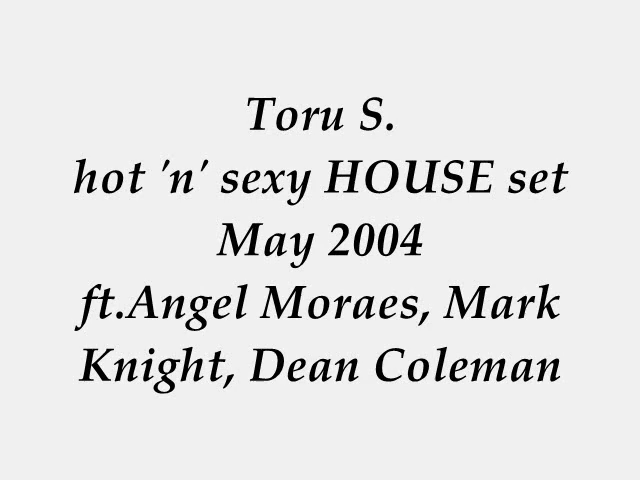 Toru S.
hot 'n' sexy HOUSE set
May 2004
ft.Angel Moraes, Mark
Knight, Dean Coleman